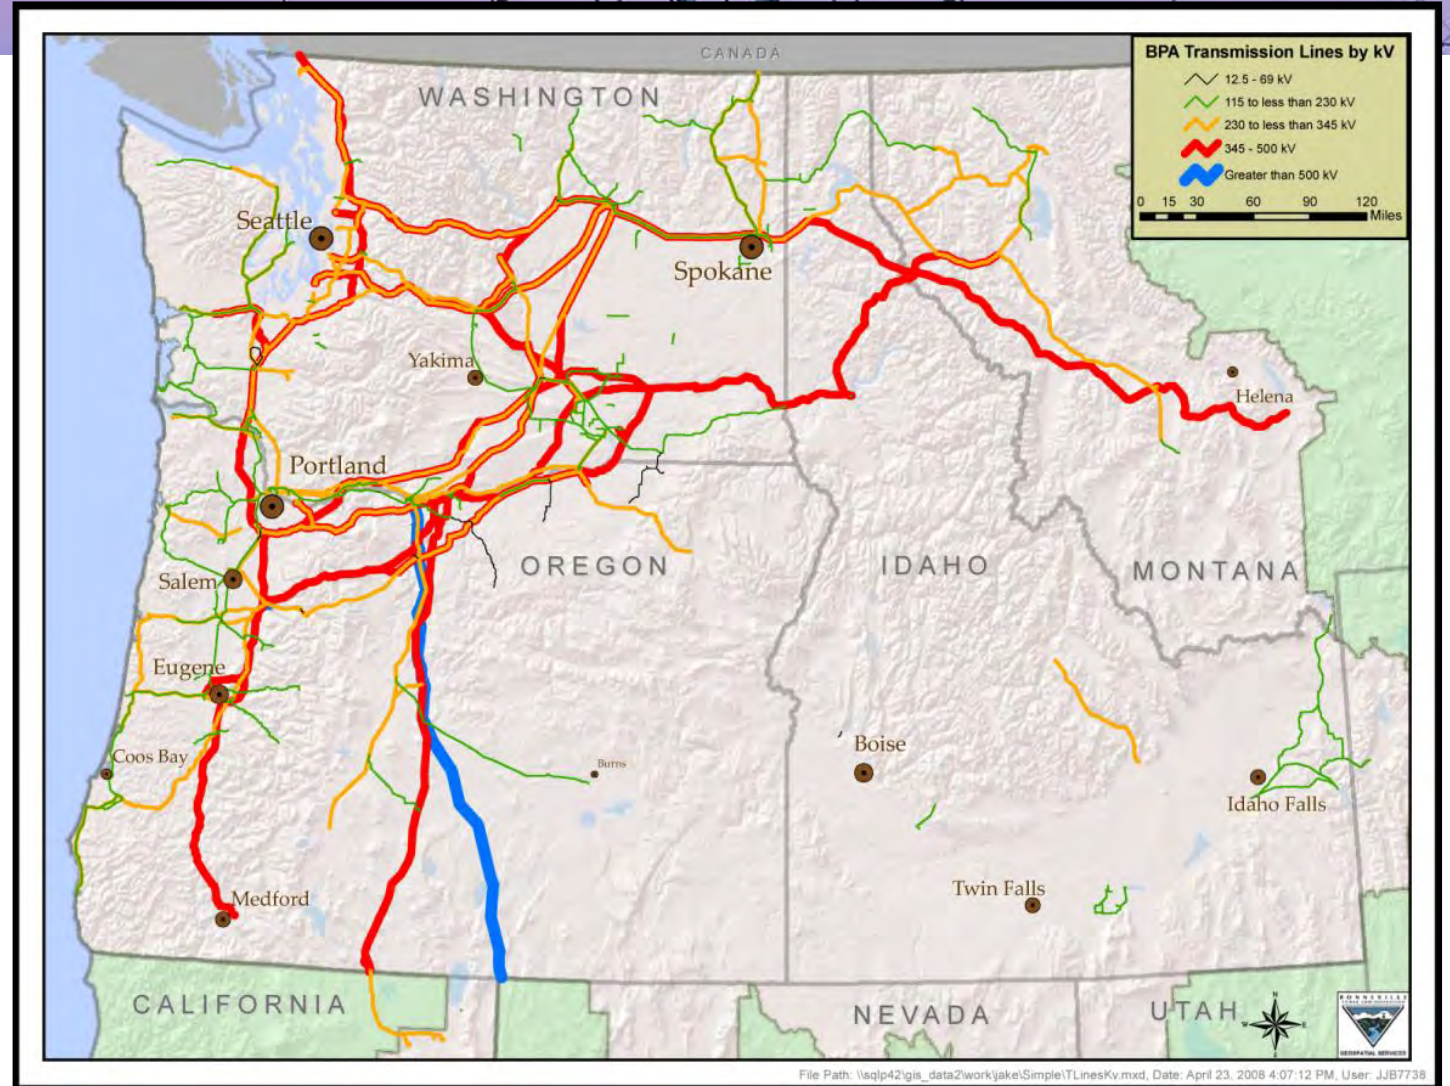 CANADA
BPA Transmission Lines by kV
12.5 - 69 kV
115 to less than 230 kV
230 to less than 345 kV
345 - 500 kV
Greater than 500 kV
0 15 30 60 90 120
Miles
WASHINGTON
Seattle
Spokane
Yakima
Helena
Portland
OREGON
IDAHO
MONTANA
Salem
Eugene
Coos Bay
Burns
Boise
Idaho Falls
Medford
Twin Falls
CALIFORNIA
NEVADA
UTAH
N
W
E
S
BONNEVILLE
GEOSPATIAL SERVICES
File Path: \\sqlp42\gis_data2\work\jake\Simple\TLinesKv.mxd, Date: April 23, 2008 4:07:12 PM, User: JJB7738